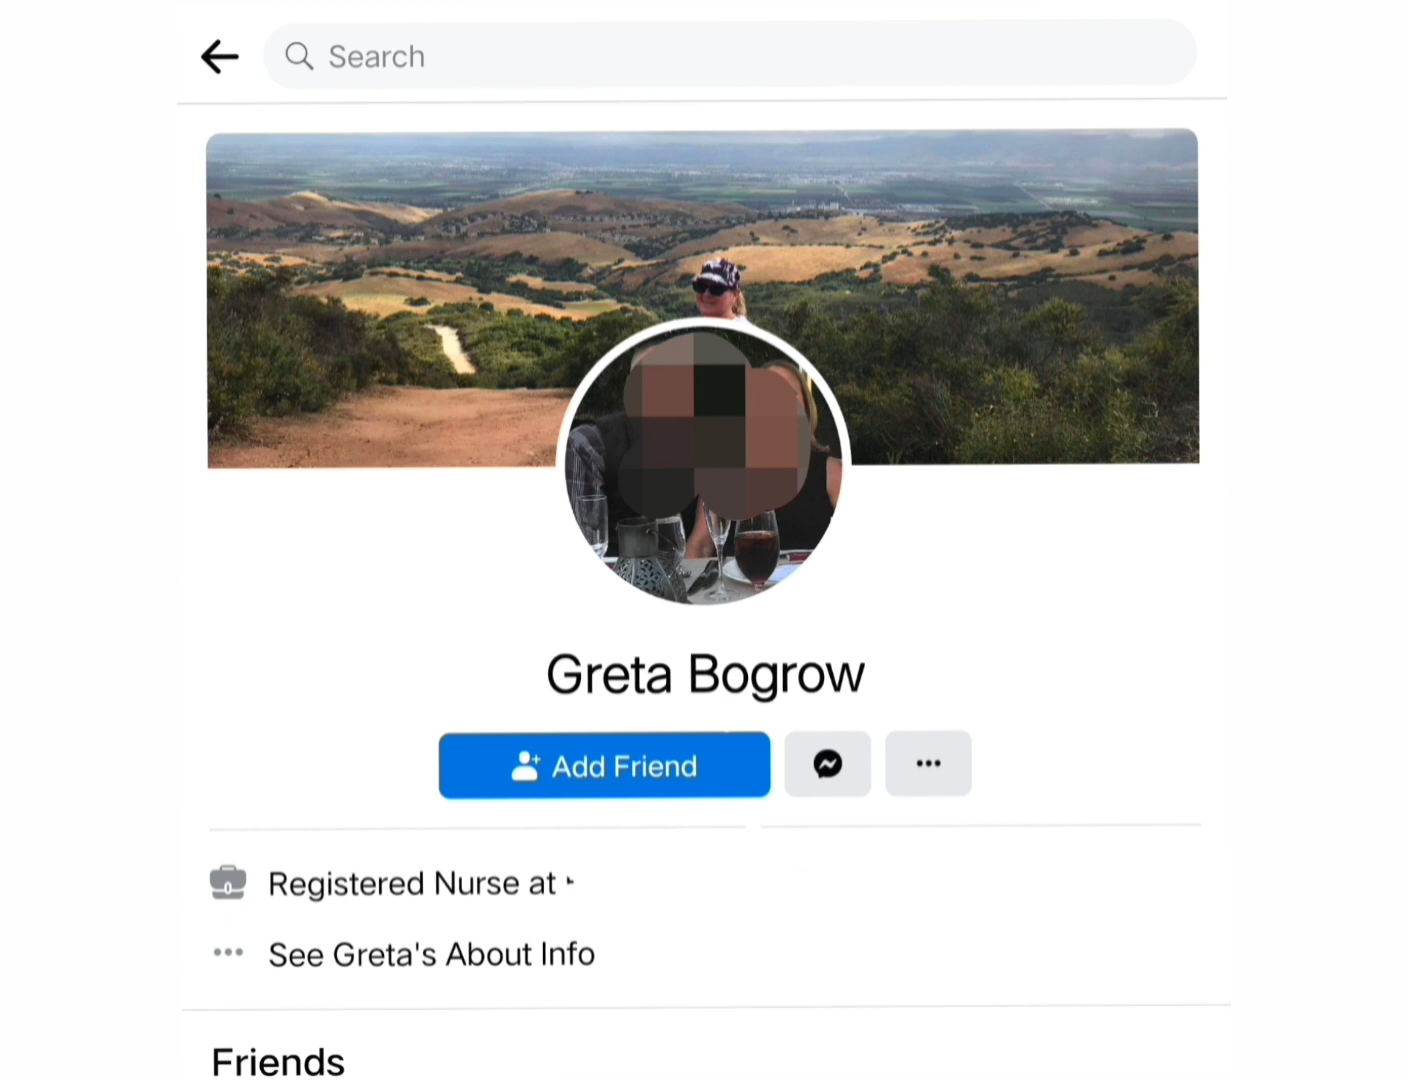 Search
Greta Bogrow
Add Friend
Registered Nurse at
See Greta's About Info
Friends